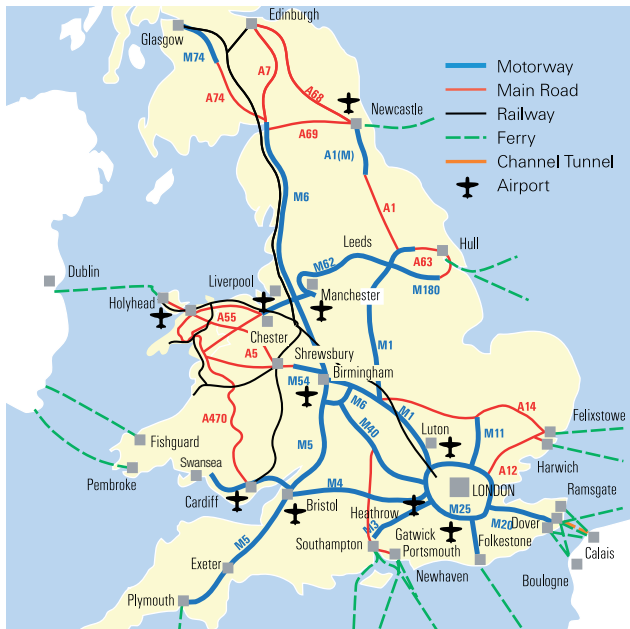 Edinburgh
Glasgow
M74
A7
A68
Motorway
Main Road
Railway
Ferry
Channel Tunnel
Airport
A74
Newcastle
A69
A1(M)
M6
A1
Leeds
Hull
A63
M62
M180
Dublin
Liverpool
Manchester
Holyhead
A55
Chester
M1
A5
Shrewsbury
Birmingham
M54
M6
M1
A14
A470
M40
Luton
M11
Felixstowe
Fishguard
M5
Harwich
A12
Swansea
Pembroke
M4
LONDON
Ramsgate
Cardiff
Bristol
Heathrow
M25
M20
Dover
M3
Gatwick
Folkestone
Southampton
Portsmouth
Calais
M5
Exeter
Newhaven
Boulogne
Plymouth